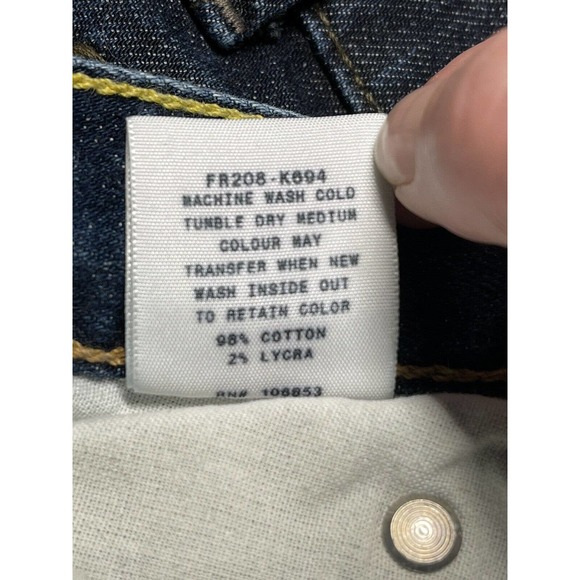 FR208-K694
MACHINE WASH COLD
TUMBLE DRY MEDIUM
COLOUR MAY
TRANSFER WHEN NEW
WASH INSIDE OUT
TO RETAIN COLOR
98% COTTON
2% LYCRA
RN# 106853